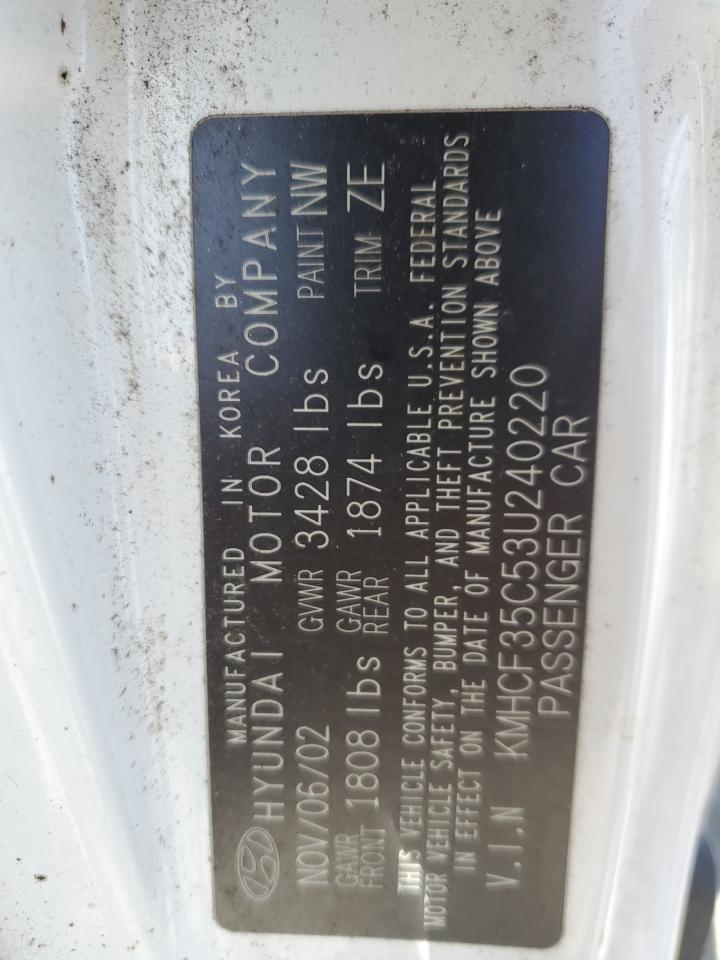 MANUFACTURED IN KOREA BY
HYUNDAI MOTOR COMPANY
NOV/06/02 GVWR 3428 lbs PAINT NW
GAWR FRONT 1808 lbs GAWR REAR 1874 lbs TRIM ZE
THIS VEHICLE CONFORMS TO ALL APPLICABLE U.S.A. FEDERAL
MOTOR VEHICLE SAFETY, BUMPER, AND THEFT PREVENTION STANDARDS
IN EFFECT ON THE DATE OF MANUFACTURE SHOWN ABOVE
V.I.N KMHCF35C53U240220
PASSENGER CAR